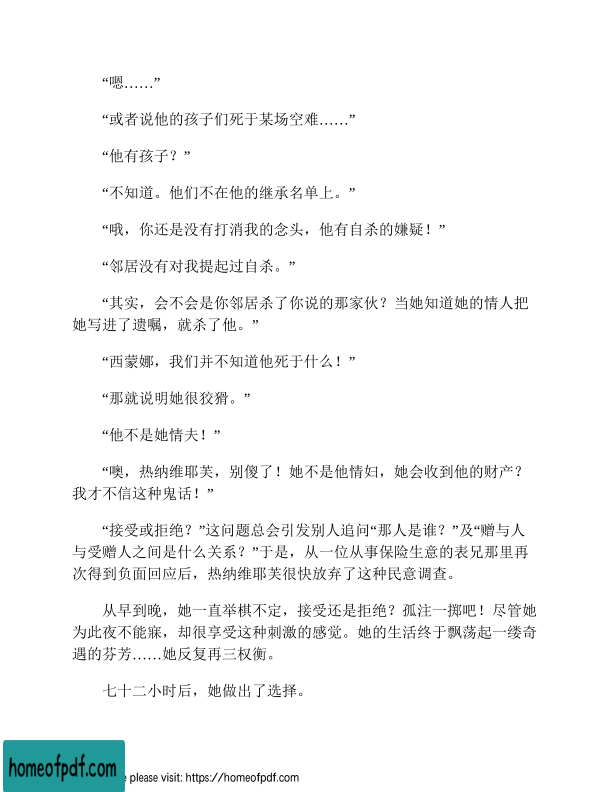 “嗯……”
“或者说他的孩子们死于某场空难……”
“他有孩子？”
“不知道。他们不在他的继承名单上。”
“哦，你还是没有打消我的念头，他有自杀的嫌疑！”
“邻居没有对我提起过自杀。”
“其实，会不会是你邻居杀了你说的那家伙？当她知道她的情人把
她写进了遗嘱，就杀了他。”
“西蒙娜，我们并不知道他死于什么！”
“那就说明她很狡猾。”
“他不是她情夫！”
“噢，热纳维耶芙，别傻了！她不是他情妇，她会收到他的财产？
我才不信这种鬼话！”
“接受或拒绝？”这问题总会引发别人追问“那人是谁？”及“赠与人
与受赠人之间是什么关系？”于是，从一位从事保险生意的表兄那里再
次得到负面回应后，热纳维耶芙很快放弃了这种民意调查。
从早到晚，她一直举棋不定，接受还是拒绝？孤注一掷吧！尽管她
为此夜不能寐，却很享受这种刺激的感觉。她的生活终于飘荡起一缕奇
遇的芬芳……她反复再三权衡。
七十二小时后，她做出了选择。
homeofpdf.com
e please visit: https://homeofpdf.com